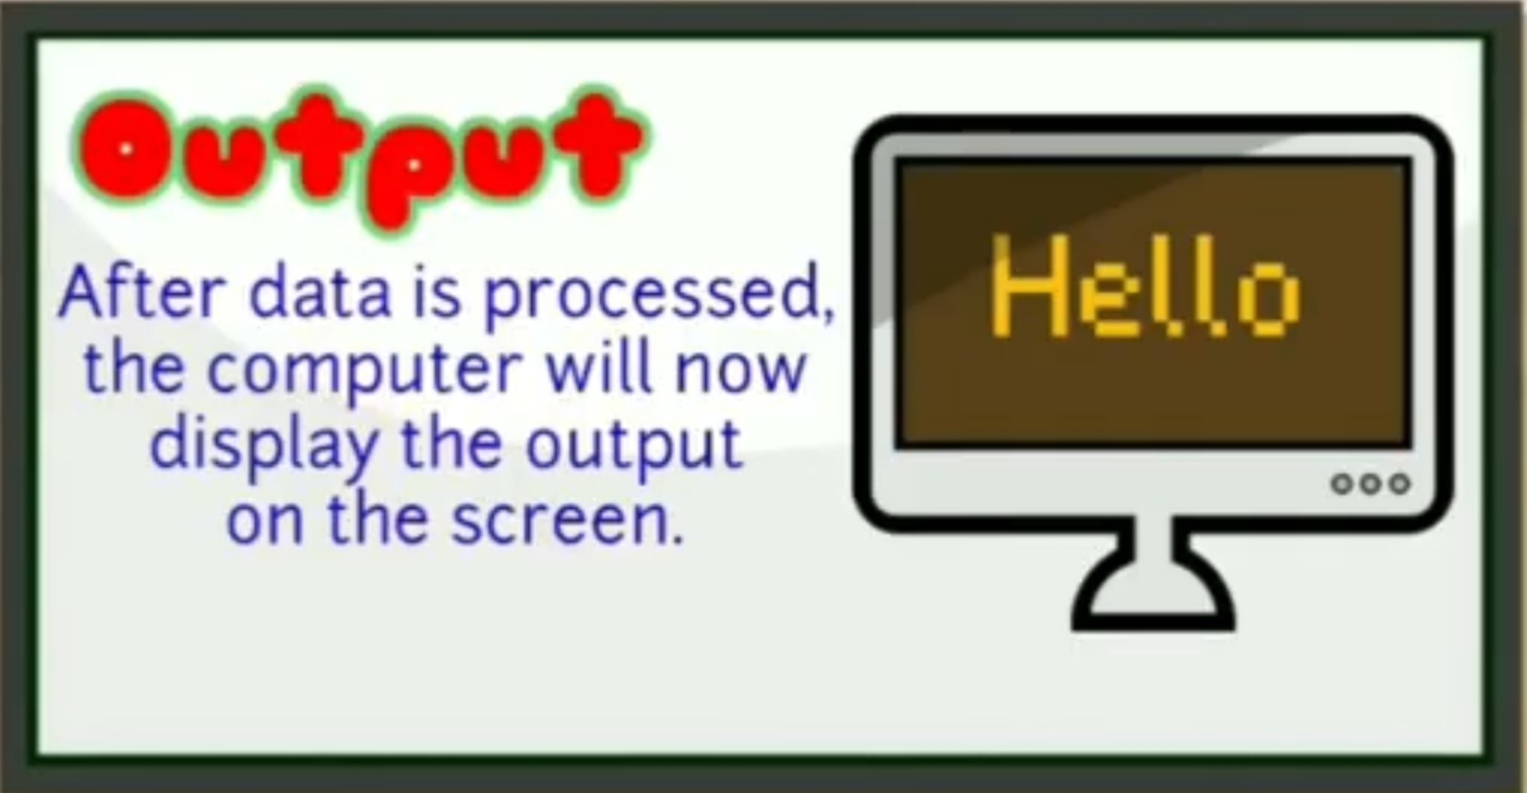 Output
After data is processed,
the computer will now
display the output
on the screen.
Hello